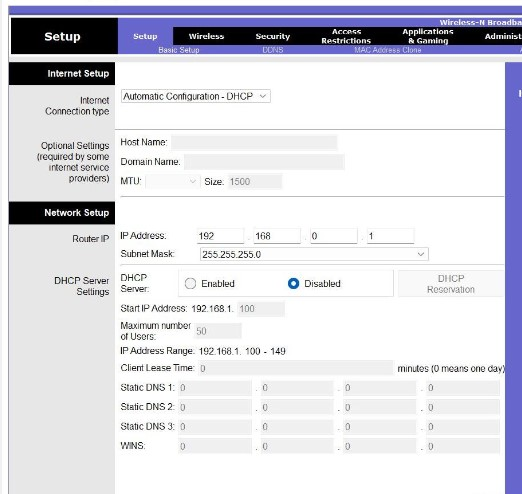 Wireless-N Broadba
Setup
Setup Wireless Security Access Restrictions Applications & Gaming Administ
Basic Setup DDNS MAC Address Clone
Internet Setup
Internet Connection type
Automatic Configuration - DHCP
Optional Settings
(required by some
internet service
providers)
Host Name:
Domain Name:
MTU: Size: 1500
Network Setup
Router IP
IP Address: 192 . 168 . 0 . 1
Subnet Mask: 255.255.255.0
DHCP Server Settings
DHCP Server: Enabled Disabled DHCP Reservation
Start IP Address: 192.168.1. 100
Maximum number of Users: 50
IP Address Range: 192.168.1. 100 - 149
Client Lease Time: 0 minutes (0 means one day)
Static DNS 1: 0 . 0 . 0 . 0
Static DNS 2: 0 . 0 . 0 . 0
Static DNS 3: 0 . 0 . 0 . 0
WINS: 0 . 0 . 0 . 0